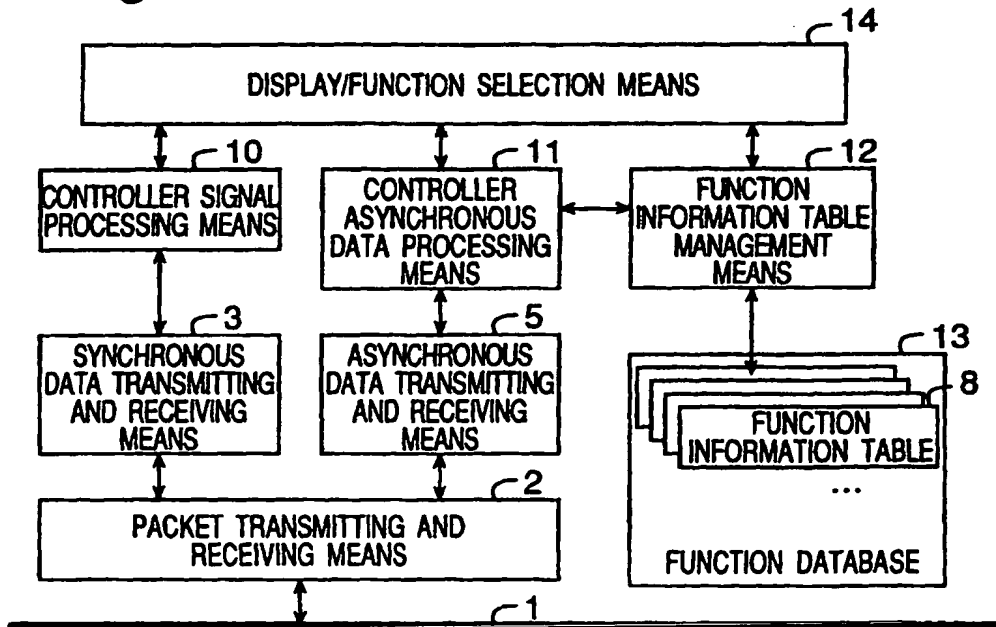 14
DISPLAY/FUNCTION SELECTION MEANS
10
CONTROLLER SIGNAL
PROCESSING MEANS
11
CONTROLLER
ASYNCHRONOUS
DATA PROCESSING
MEANS
12
FUNCTION
INFORMATION TABLE
MANAGEMENT
MEANS
3
SYNCHRONOUS
DATA TRANSMITTING
AND RECEIVING
MEANS
5
ASYNCHRONOUS
DATA TRANSMITTING
AND RECEIVING
MEANS
13
8
FUNCTION
INFORMATION TABLE
...
FUNCTION DATABASE
2
PACKET TRANSMITTING AND
RECEIVING MEANS
1